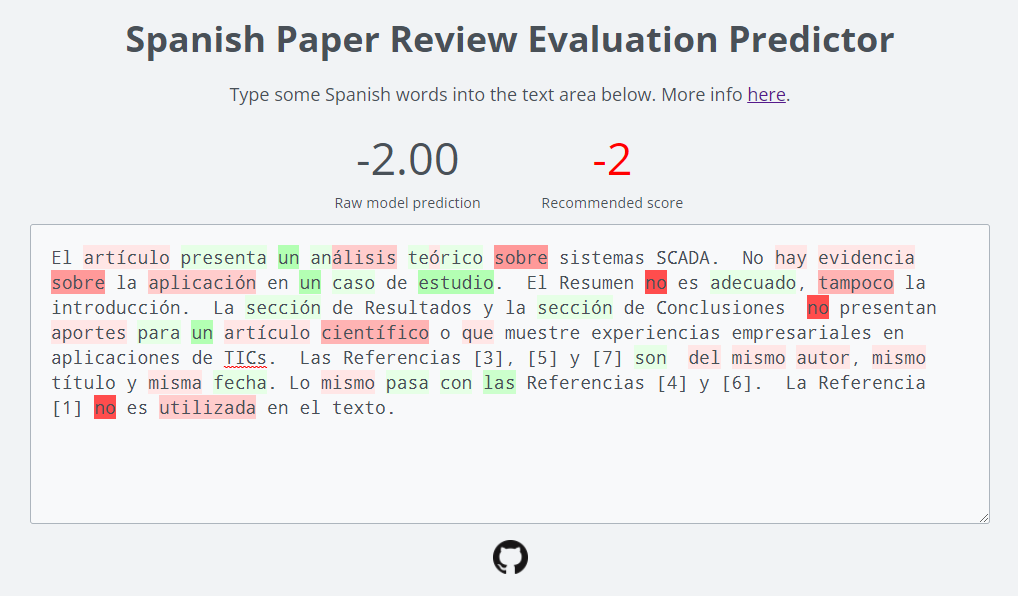 Spanish Paper Review Evaluation Predictor
Type some Spanish words into the text area below. More info here.
-2.00
Raw model prediction
-2
Recommended score
El artículo presenta un análisis teórico sobre sistemas SCADA.  No hay evidencia
sobre la aplicación en un caso de estudio.  El Resumen no es adecuado, tampoco la
introducción.  La sección de Resultados y la sección de Conclusiones  no presentan
aportes para un artículo científico o que muestre experiencias empresariales en
aplicaciones de TICs.  Las Referencias [3], [5] y [7] son  del mismo autor, mismo
título y misma fecha. Lo mismo pasa con las Referencias [4] y [6].  La Referencia
[1] no es utilizada en el texto.